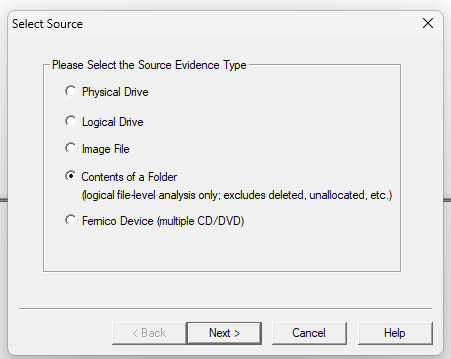 Select Source
Please Select the Source Evidence Type
Physical Drive
Logical Drive
Image File
Contents of a Folder
(logical file-level analysis only; excludes deleted, unallocated, etc.)
Fernico Device (multiple CD/DVD)
< Back
Next >
Cancel
Help